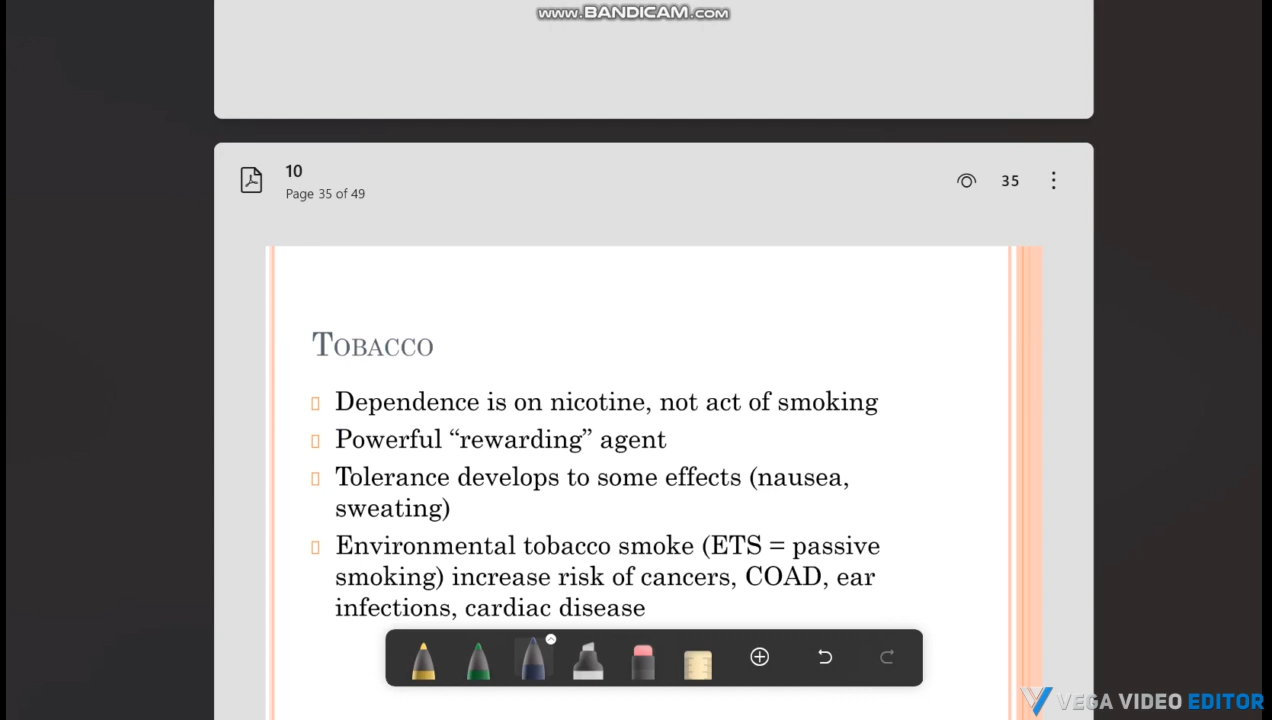 www.BANDICAM.com
10
Page 35 of 49
35
TOBACCO
Dependence is on nicotine, not act of smoking
Powerful “rewarding” agent
Tolerance develops to some effects (nausea,
sweating)
Environmental tobacco smoke (ETS = passive
smoking) increase risk of cancers, COAD, ear
infections, cardiac disease
VEGA VIDEO EDITOR